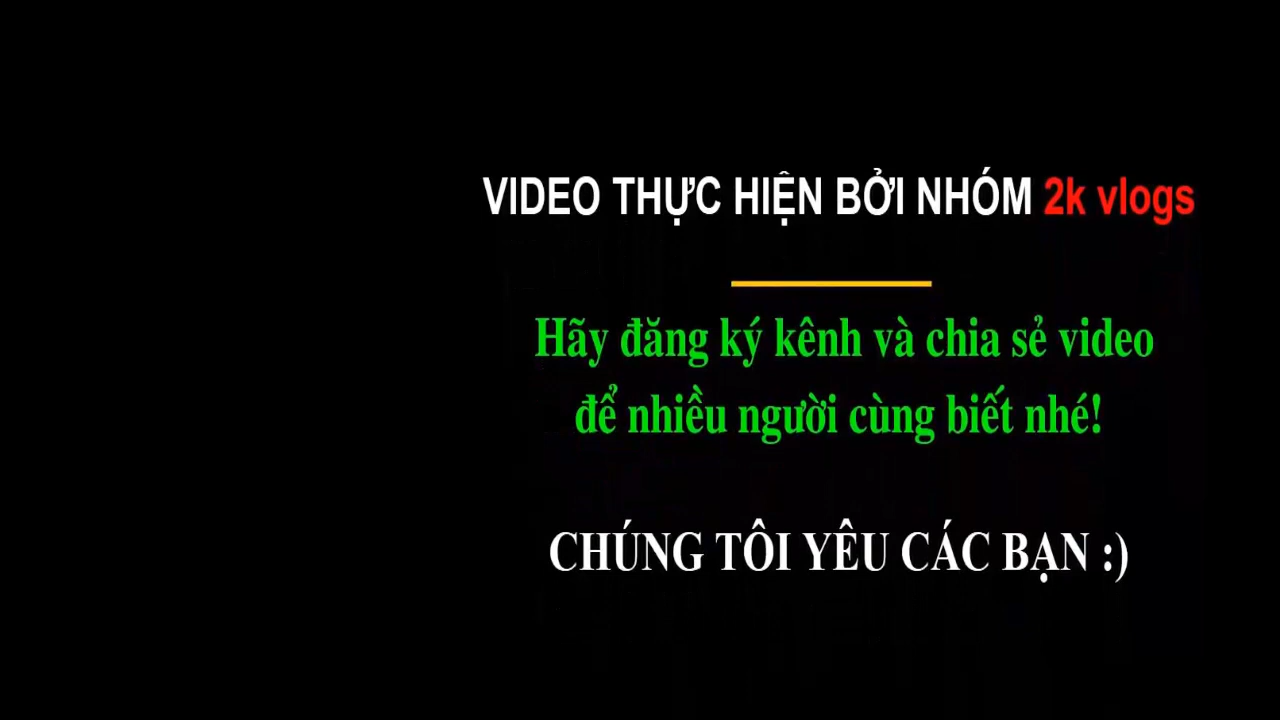 VIDEO THỰC HIỆN BỞI NHÓM 2k vlogs
Hãy đăng ký kênh và chia sẻ video
để nhiều người cùng biết nhé!
CHÚNG TÔI YÊU CÁC BẠN :)